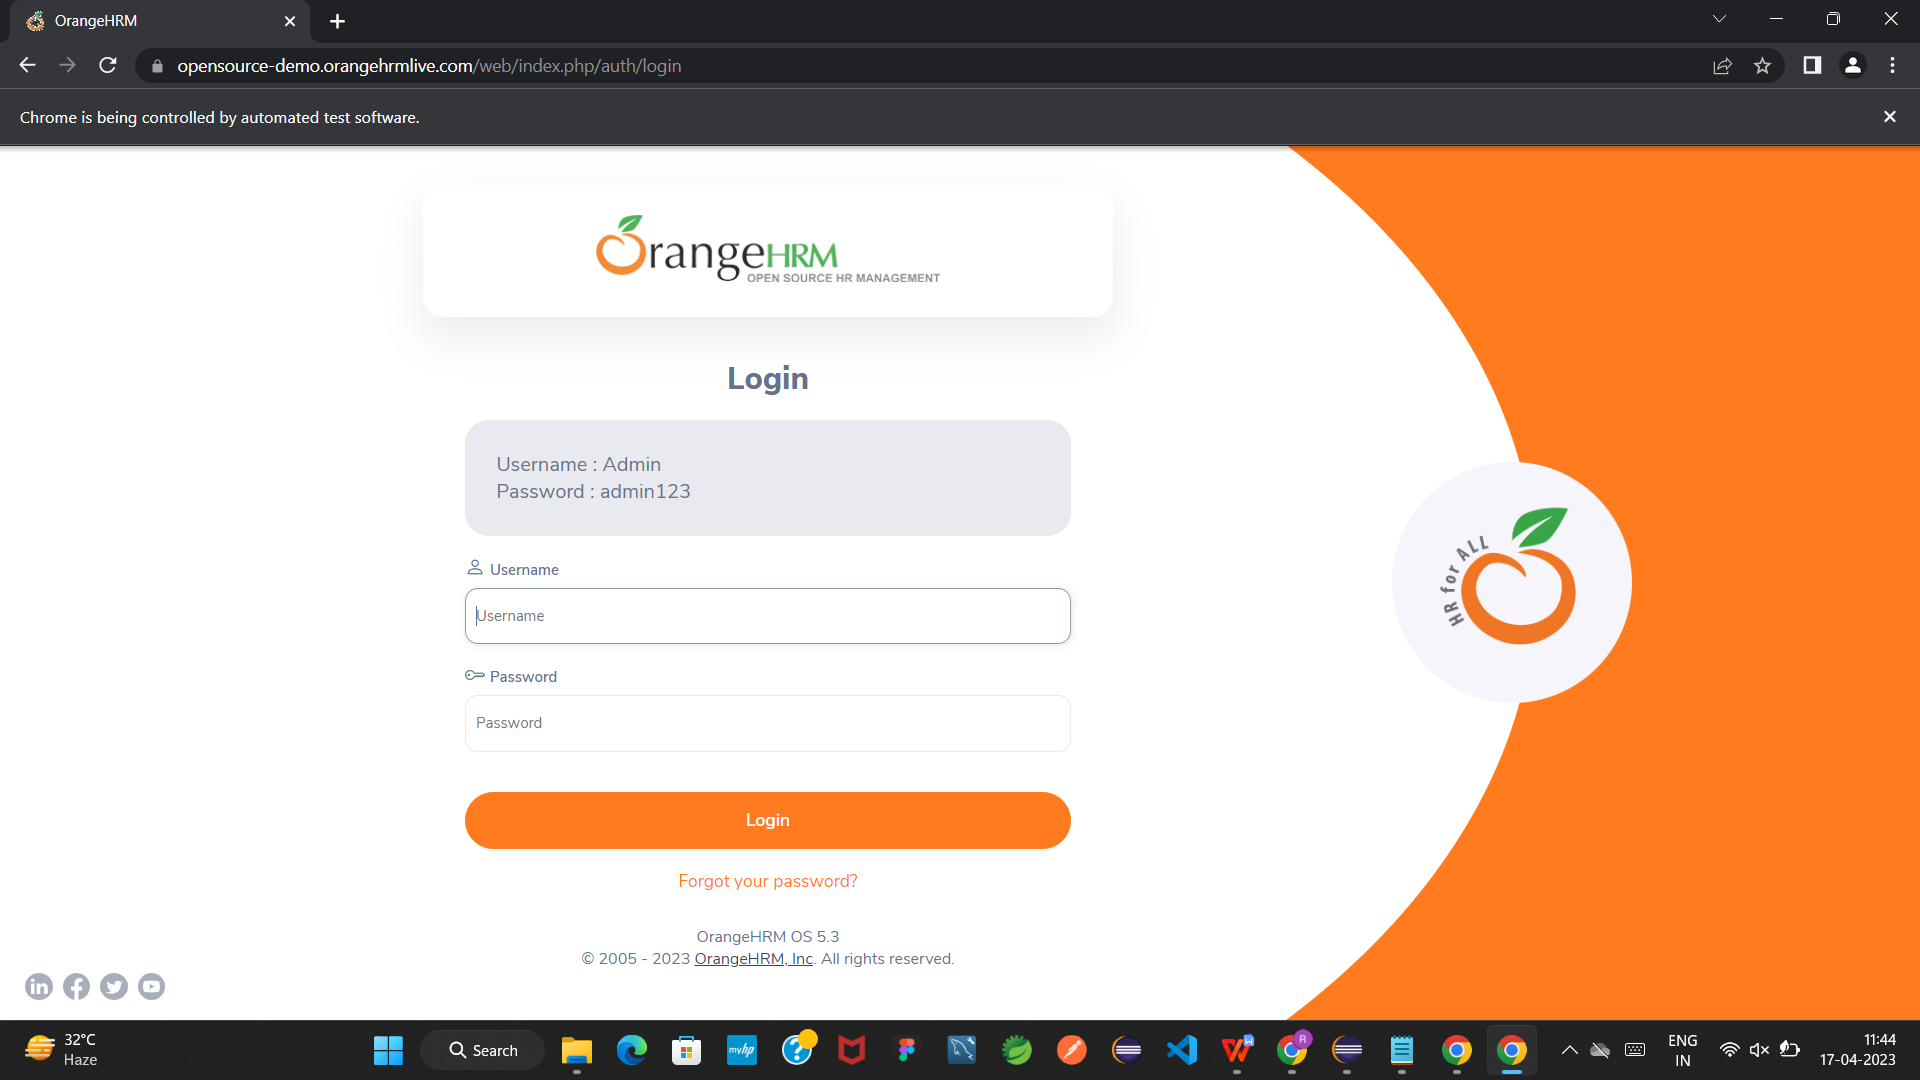 OrangeHRM
opensource-demo.orangehrmlive.com/web/index.php/auth/login
Chrome is being controlled by automated test software.
OrangeHRM
OPEN SOURCE HR MANAGEMENT
Login
Username : Admin
Password : admin123
Username
Username
Password
Password
Login
Forgot your password?
OrangeHRM OS 5.3
© 2005 - 2023 OrangeHRM, Inc. All rights reserved.
HR for ALL
32°C
Haze
Search
myhp
R
ENG
IN
11:44
17-04-2023